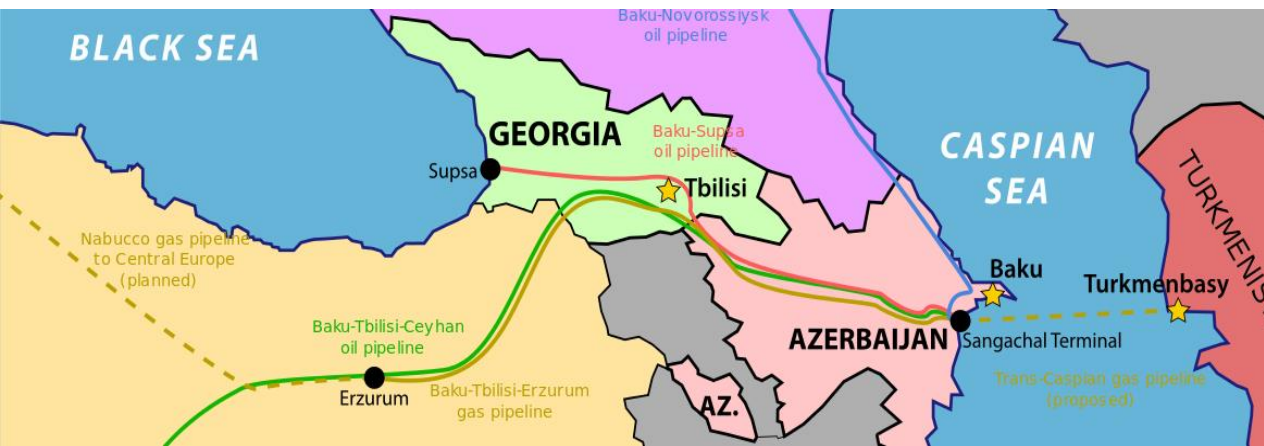 Baku-Novorossiysk
oil pipeline
BLACK SEA
GEORGIA
Baku-Supsa
oil pipeline
CASPIAN
SEA
Supsa
Tbilisi
Nabucco gas pipeline
to Central Europe
(planned)
Baku
Turkmenbasy
Baku-Tbilisi-Ceyhan
oil pipeline
AZERBAIJAN
Sangachal Terminal
Erzurum
Baku-Tbilisi-Erzurum
gas pipeline
AZ.
Trans-Caspian gas pipeline
(proposed)
TURKMENIS